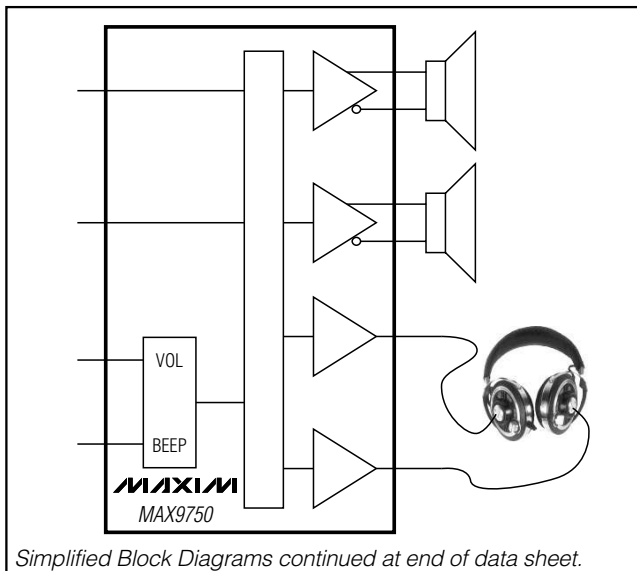 VOL
BEEP
MAXIM
MAX9750
Simplified Block Diagrams continued at end of data sheet.